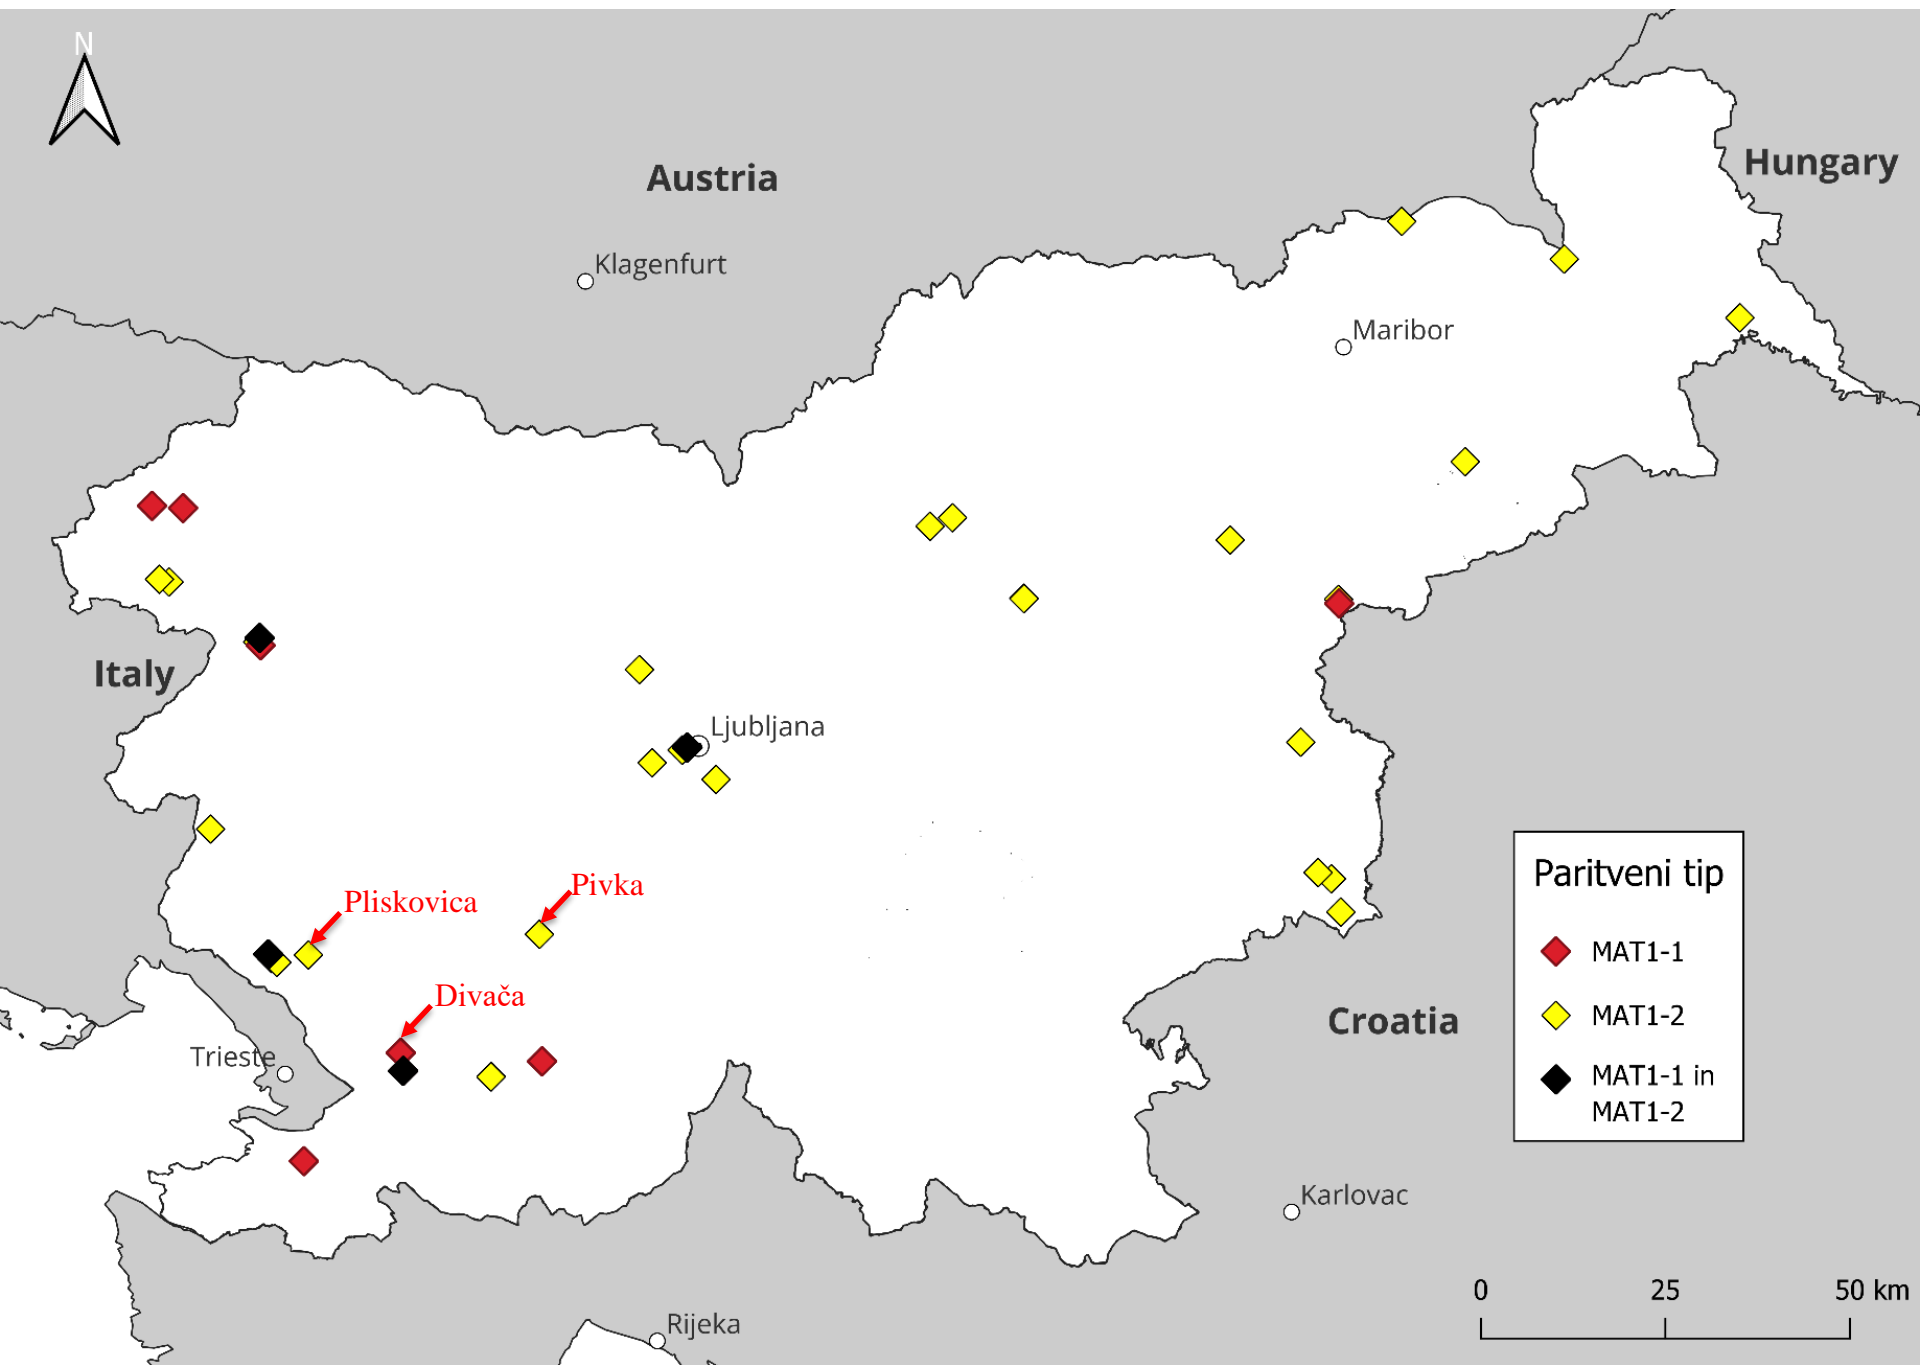 N
Austria
Hungary
Klagenfurt
Maribor
Italy
Ljubljana
Pivka
Pliskovica
Divača
Trieste
Croatia
Karlovac
Rijeka
Paritveni tip
MAT1-1
MAT1-2
MAT1-1 in
MAT1-2
0 25 50 km